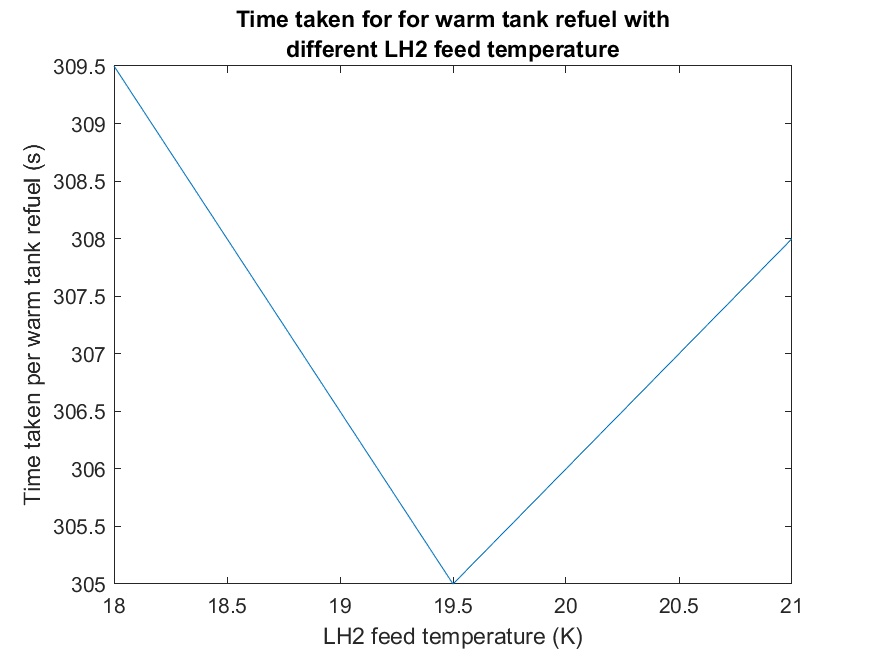 Time taken for for warm tank refuel with
different LH2 feed temperature
309.5
309
308.5
308
307.5
307
306.5
306
305.5
305
Time taken per warm tank refuel (s)
18 18.5 19 19.5 20 20.5 21
LH2 feed temperature (K)